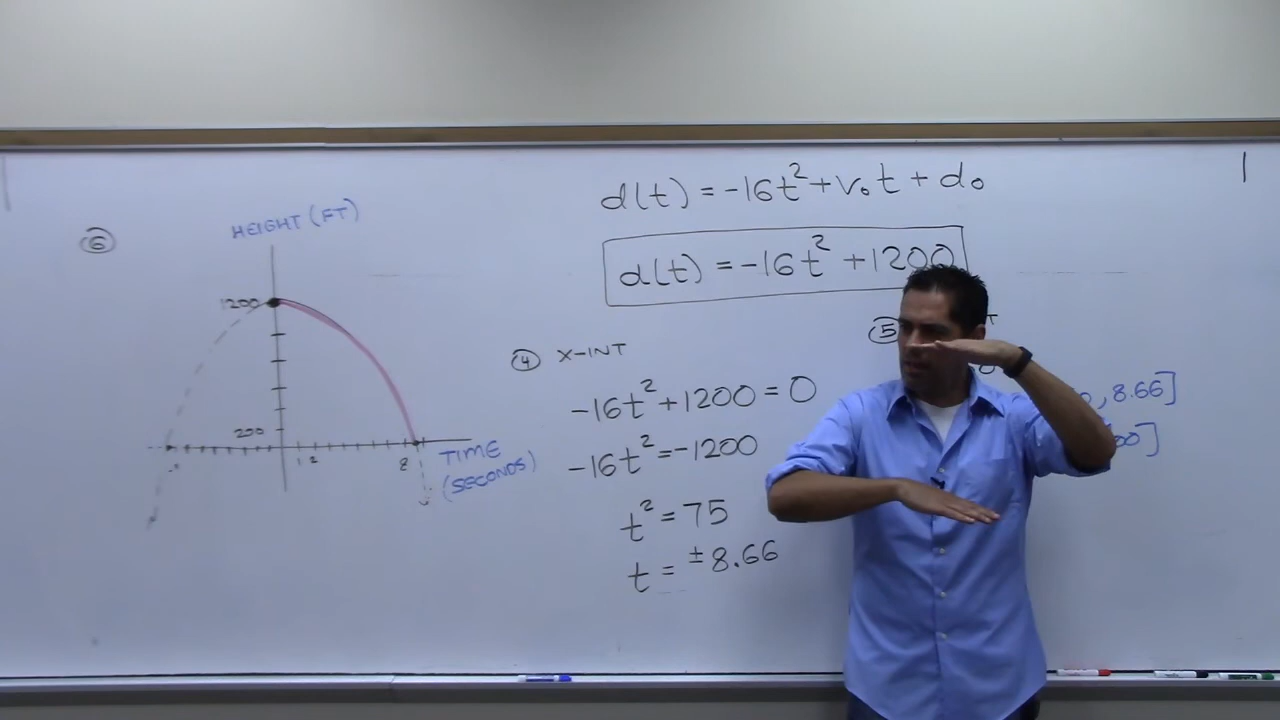 ⑥
HEIGHT (FT)
1200
200
1 2
8
TIME
(SECONDS)
d(t) = -16t² + v₀t + d₀
d(t) = -16t² + 1200
④ X-INT
-16t² + 1200 = 0
-16t² = -1200
t² = 75
t = ±8.66
⑤
, 8.66]
00]